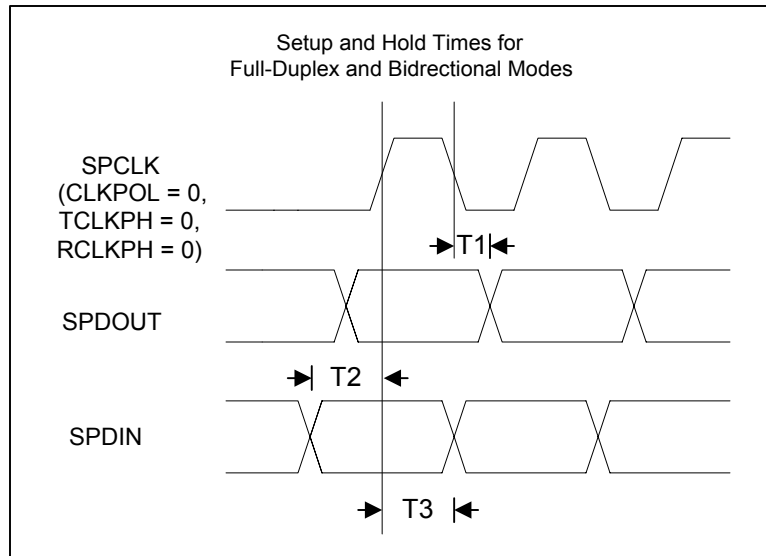 Setup and Hold Times for
Full-Duplex and Bidrectional Modes
SPCLK
(CLKPOL = 0,
TCLKPH = 0,
RCLKPH = 0)
T1
SPDOUT
T2
SPDIN
T3